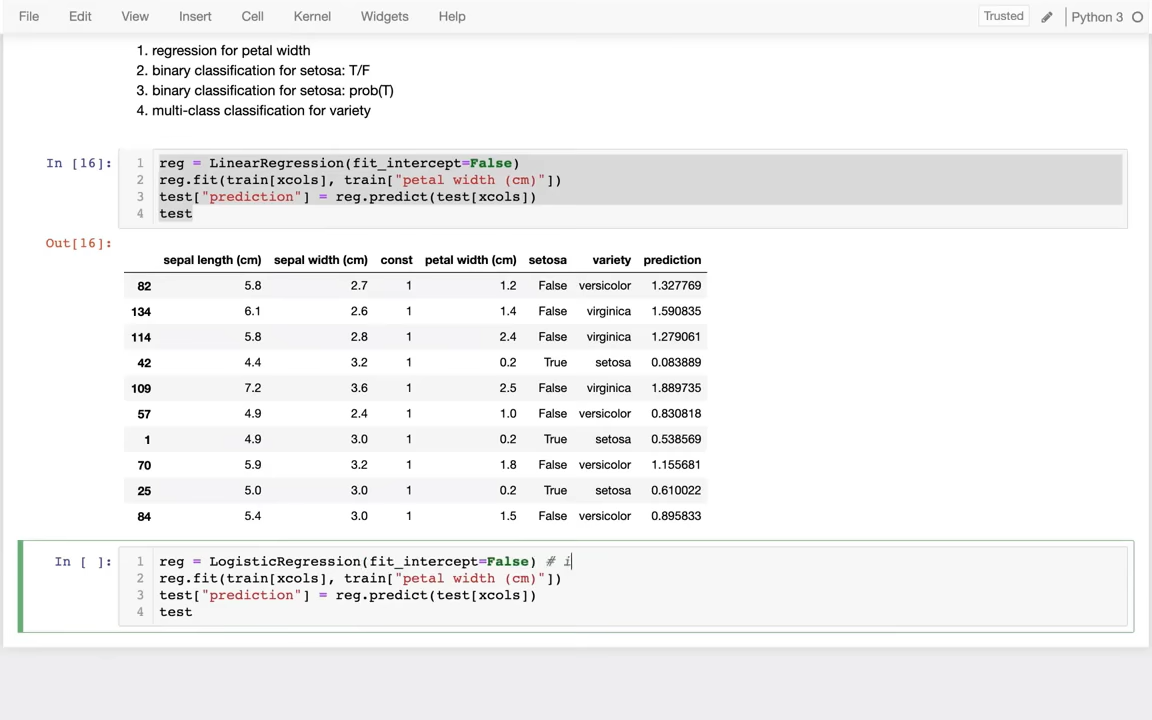 File Edit View Insert Cell Kernel Widgets Help Trusted Python 3
1. regression for petal width
2. binary classification for setosa: T/F
3. binary classification for setosa: prob(T)
4. multi-class classification for variety
In [16]: 1 reg = LinearRegression(fit_intercept=False)
2 reg.fit(train[xcols], train["petal width (cm)"])
3 test["prediction"] = reg.predict(test[xcols])
4 test
Out[16]:
sepal length (cm) sepal width (cm) const petal width (cm) setosa variety prediction
82 5.8 2.7 1 1.2 False versicolor 1.327769
134 6.1 2.6 1 1.4 False virginica 1.590835
114 5.8 2.8 1 2.4 False virginica 1.279061
42 4.4 3.2 1 0.2 True setosa 0.083889
109 7.2 3.6 1 2.5 False virginica 1.889735
57 4.9 2.4 1 1.0 False versicolor 0.830818
1 4.9 3.0 1 0.2 True setosa 0.538569
70 5.9 3.2 1 1.8 False versicolor 1.155681
25 5.0 3.0 1 0.2 True setosa 0.610022
84 5.4 3.0 1 1.5 False versicolor 0.895833
In [ ]: 1 reg = LogisticRegression(fit_intercept=False) # i
2 reg.fit(train[xcols], train["petal width (cm)"])
3 test["prediction"] = reg.predict(test[xcols])
4 test